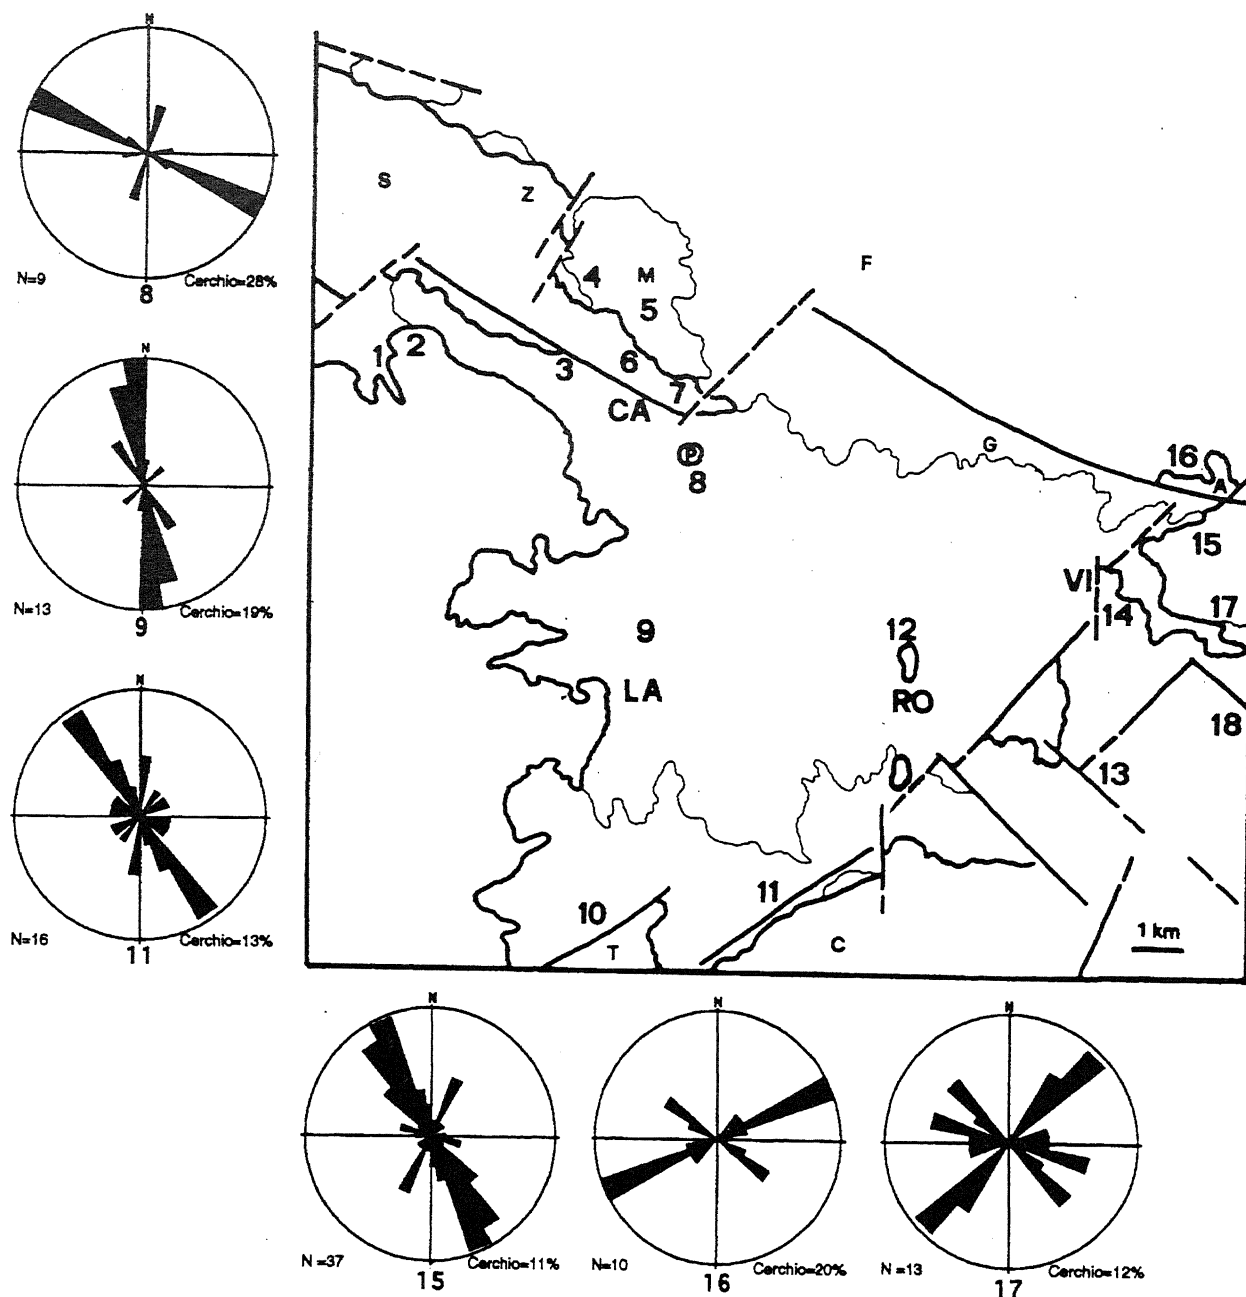 N
N=9
Cerchio=28%
8
N
N=13
Cerchio=19%
9
N
N=16
Cerchio=13%
11
S
Z
F
4
M
5
1
2
3
6
7
CA
P
8
G
16
A
15
VI
14
17
9
12
LA
RO
18
13
11
10
T
C
1 km
N
N =37
Cerchio=11%
15
N
N=10
Cerchio=20%
16
N
N =13
Cerchio=12%
17